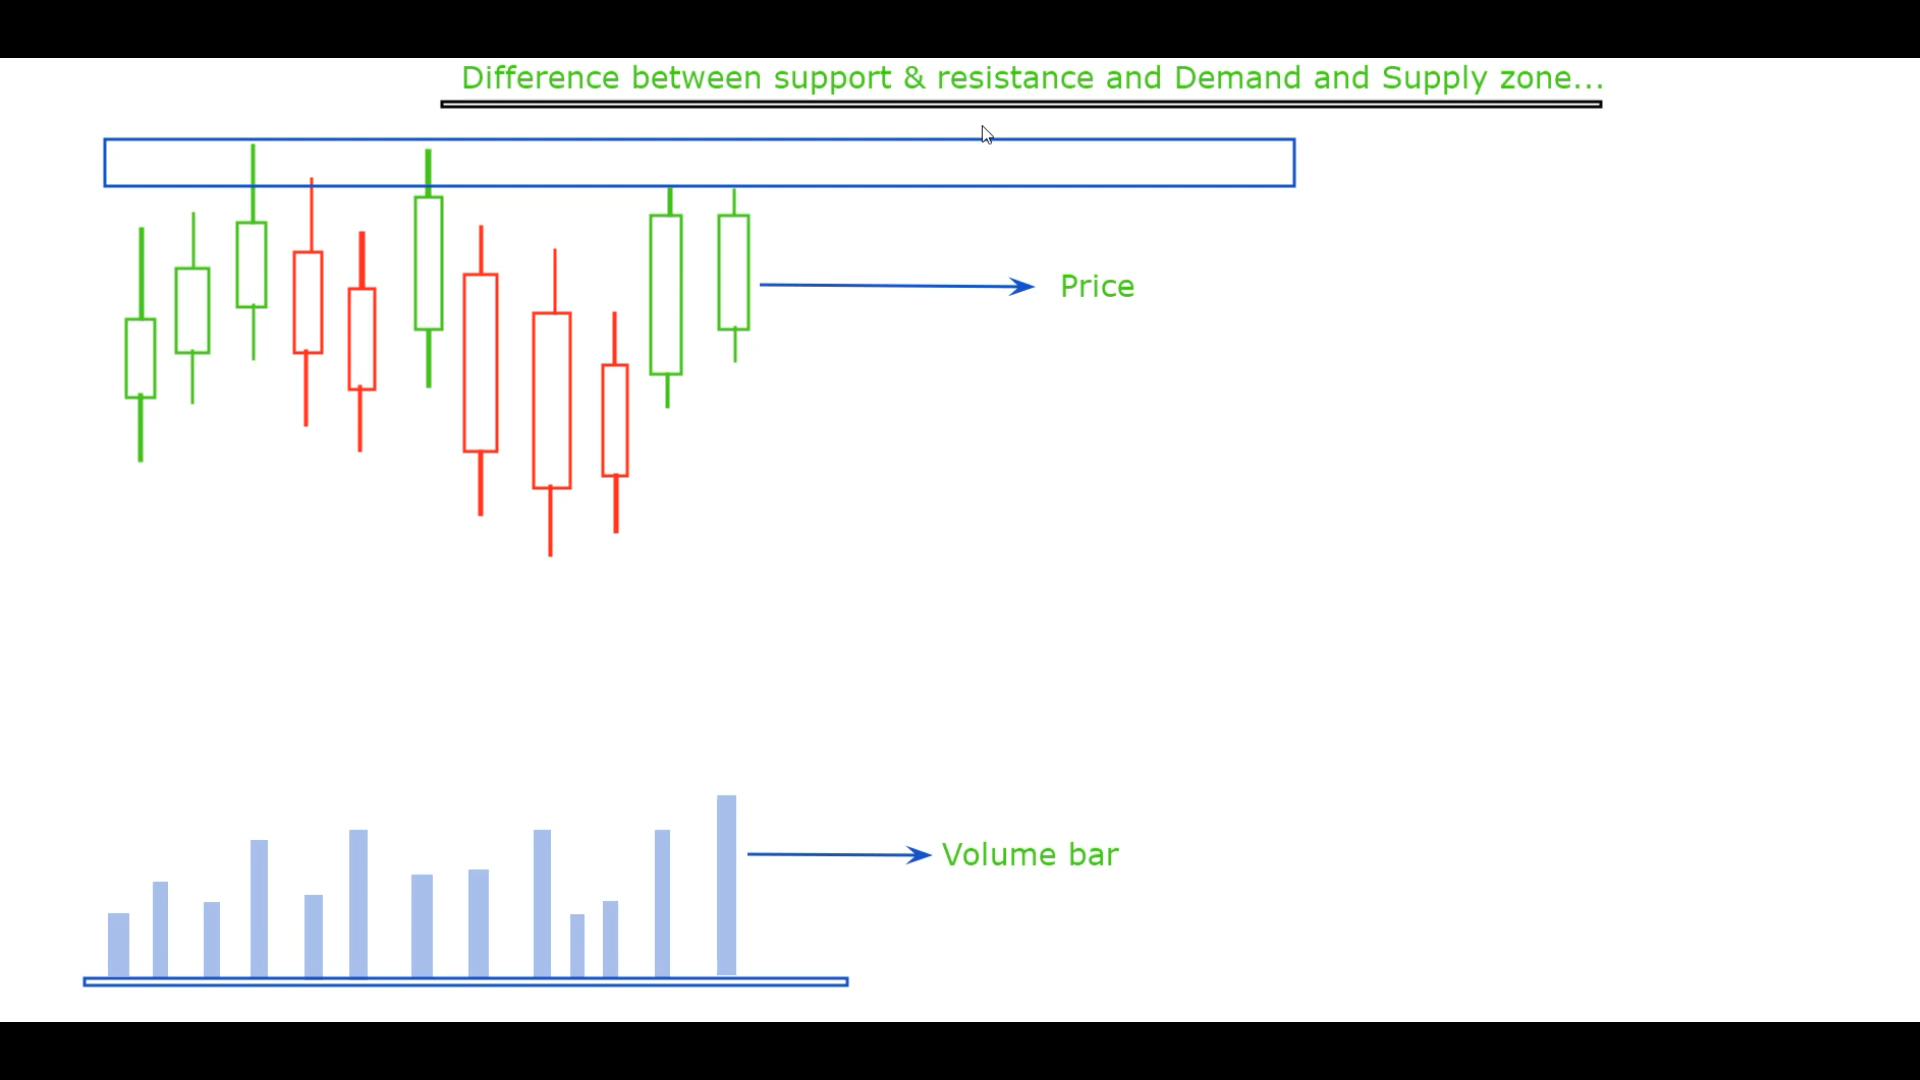 Difference between support & resistance and Demand and Supply zone...
Price
Volume bar